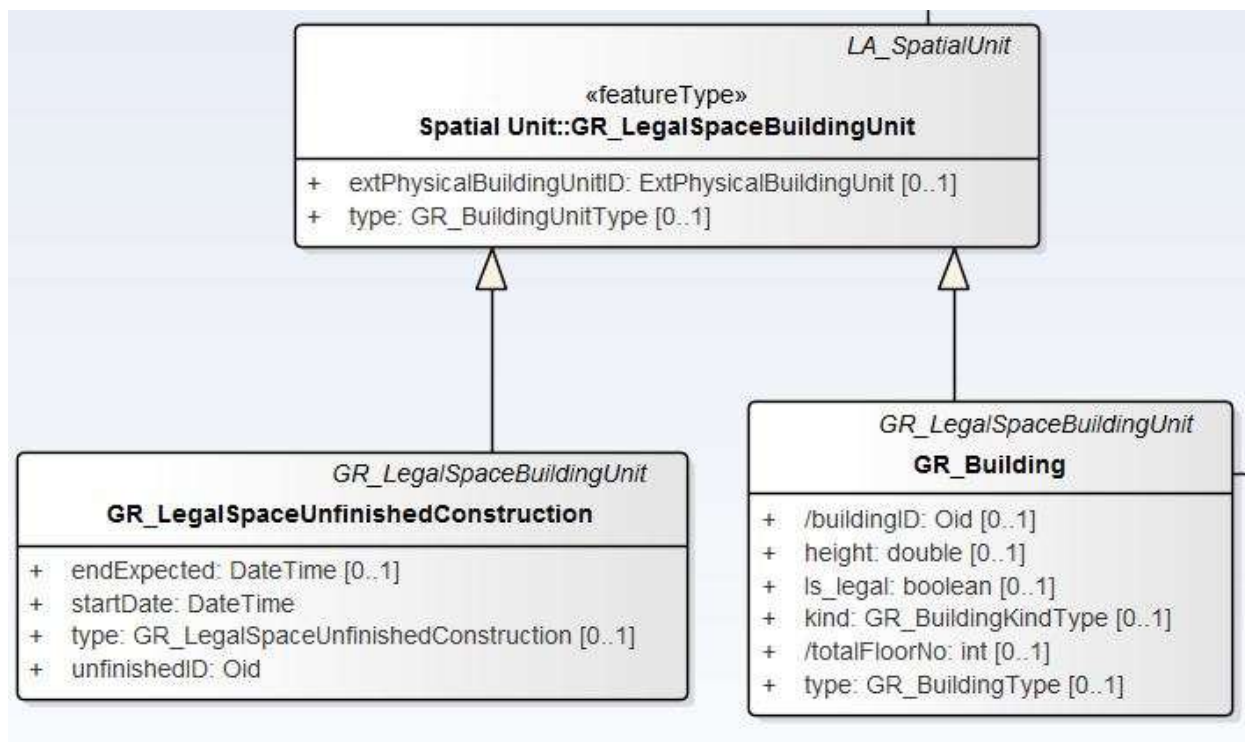 LA_SpatialUnit
«featureType»
Spatial Unit::GR_LegalSpaceBuildingUnit
+ extPhysicalBuildingUnitID: ExtPhysicalBuildingUnit [0..1]
+ type: GR_BuildingUnitType [0..1]
GR_LegalSpaceUnfinishedConstruction
GR_LegalSpaceBuildingUnit
GR_LegalSpaceUnfinishedConstruction
+ endExpected: DateTime [0..1]
+ startDate: DateTime
+ type: GR_LegalSpaceUnfinishedConstruction [0..1]
+ unfinishedID: Oid
GR_LegalSpaceBuildingUnit
GR_Building
+ /buildingID: Oid [0..1]
+ height: double [0..1]
+ Is_legal: boolean [0..1]
+ kind: GR_BuildingKindType [0..1]
+ /totalFloorNo: int [0..1]
+ type: GR_BuildingType [0..1]